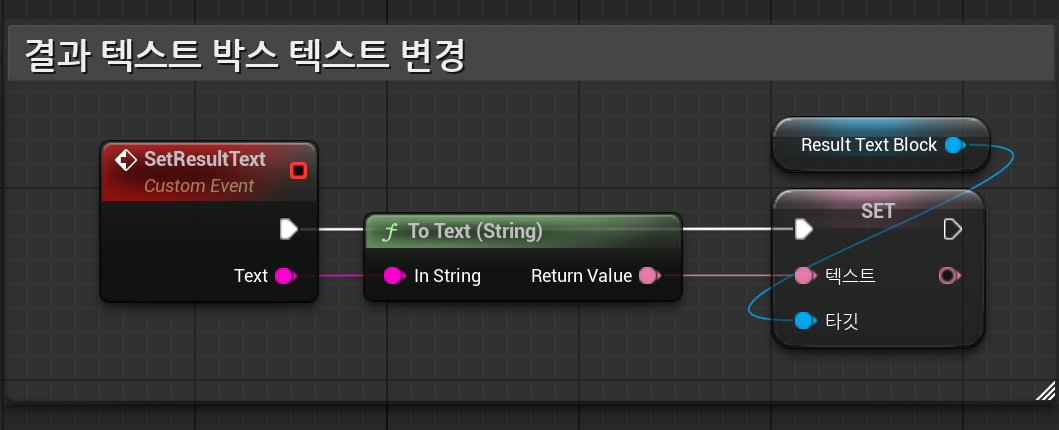 결과 텍스트 박스 텍스트 변경
SetResultText
Custom Event
Text
f To Text (String)
In String
Return Value
Result Text Block
SET
텍스트
타깃